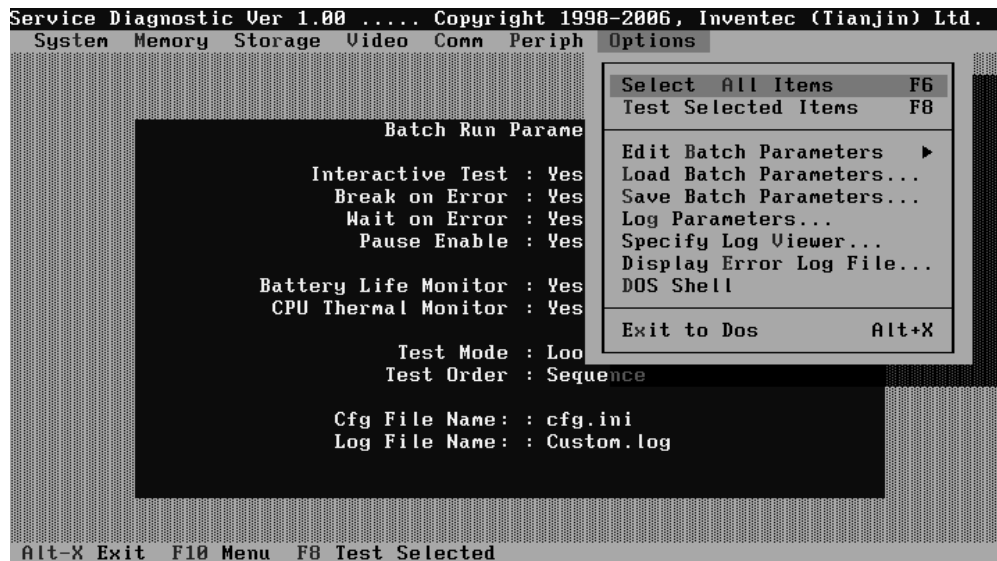 Service Diagnostic Ver 1.00 ..... Copyright 1998-2006, Inventec (Tianjin) Ltd.
System Memory Storage Video Comm Periph Options
Select All Items F6
Test Selected Items F8
Edit Batch Parameters ►
Load Batch Parameters...
Save Batch Parameters...
Log Parameters...
Specify Log Viewer...
Display Error Log File...
DOS Shell
Exit to Dos Alt+X
Batch Run Parame
Interactive Test : Yes
Break on Error : Yes
Wait on Error : Yes
Pause Enable : Yes
Battery Life Monitor : Yes
CPU Thermal Monitor : Yes
Test Mode : Loo
Test Order : Sequence
Cfg File Name: : cfg.ini
Log File Name: : Custom.log
Alt-X Exit F10 Menu F8 Test Selected